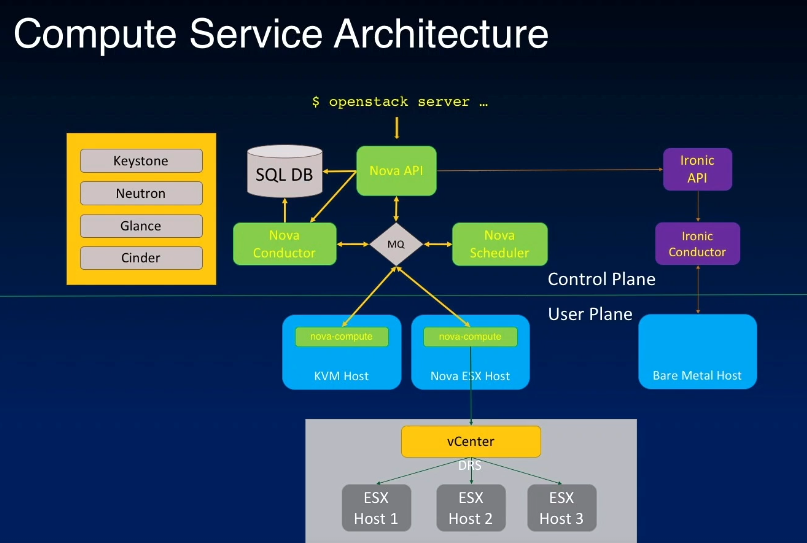 Compute Service Architecture
$ openstack server …
Keystone
Neutron
Glance
Cinder
SQL DB
Nova API
Ironic
API
Nova
Conductor
MQ
Nova
Scheduler
Ironic
Conductor
Control Plane
User Plane
nova-compute
KVM Host
nova-compute
Nova ESX Host
Bare Metal Host
vCenter
DRS
ESX
Host 1
ESX
Host 2
ESX
Host 3